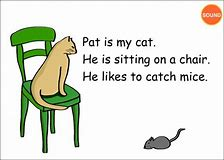 SOUND
Pat is my cat.
He is sitting on a chair.
He likes to catch mice.